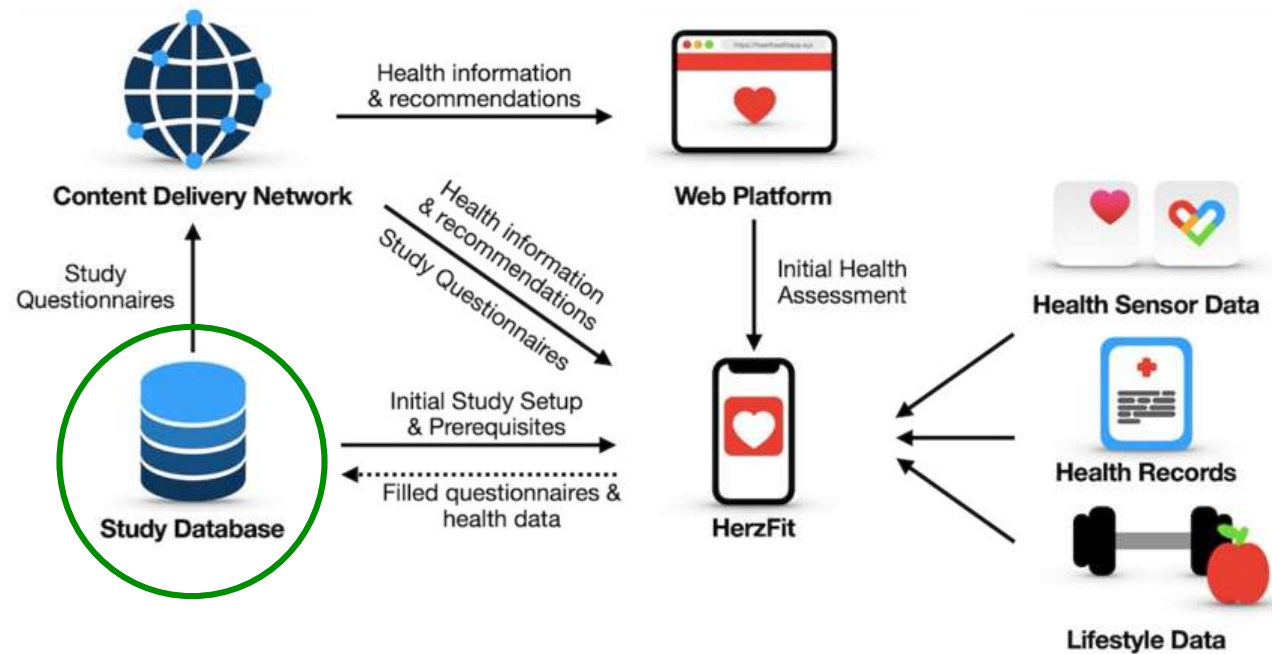 Health information
& recommendations
Content Delivery Network
Web Platform
Health information
& recommendations
Study Questionnaires
Study
Questionnaires
Initial Health
Assessment
Health Sensor Data
Initial Study Setup
& Prerequisites
Filled questionnaires &
health data
Study Database
HerzFit
Health Records
Lifestyle Data